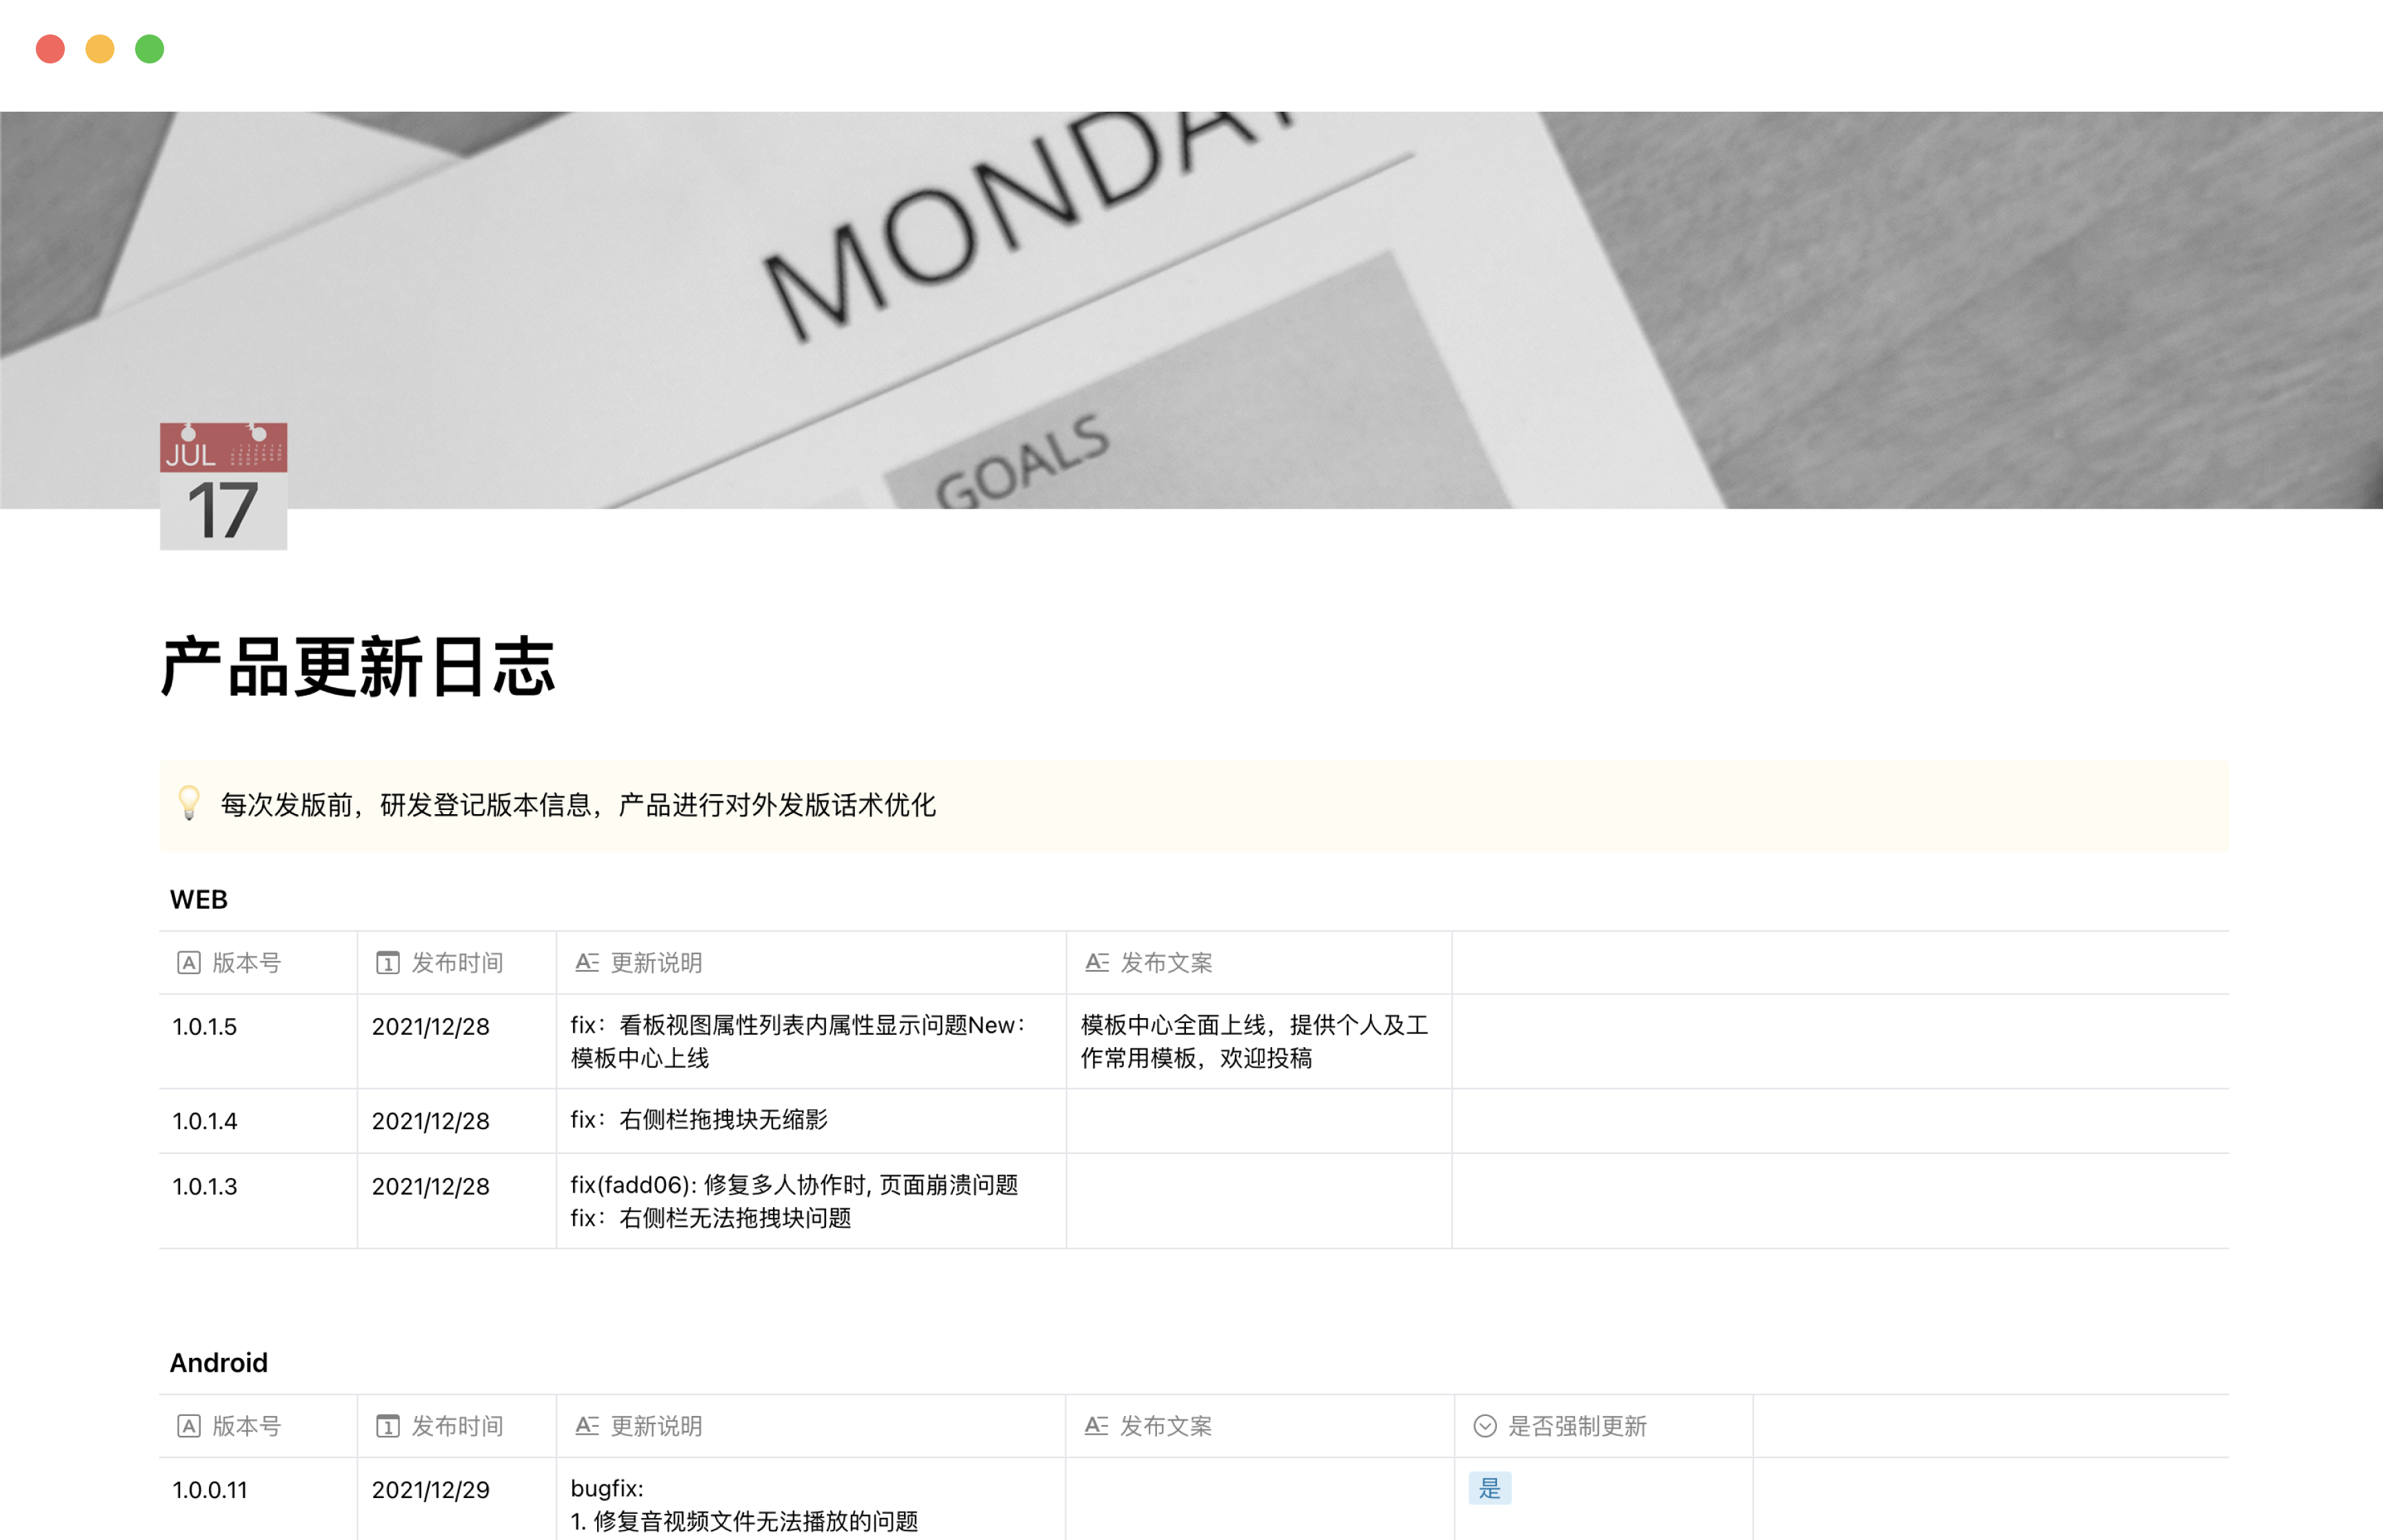 MONDAY
GOALS
JUL
17
产品更新日志
每次发版前，研发登记版本信息，产品进行对外发版话术优化
WEB
版本号 发布时间 更新说明 发布文案
1.0.1.5 2021/12/28 fix：看板视图属性列表内属性显示问题New： 模板中心全面上线，提供个人及工
模板中心上线 作常用模板，欢迎投稿
1.0.1.4 2021/12/28 fix：右侧栏拖拽块无缩影
1.0.1.3 2021/12/28 fix(fadd06): 修复多人协作时, 页面崩溃问题
fix：右侧栏无法拖拽块问题
Android
版本号 发布时间 更新说明 发布文案 是否强制更新
1.0.0.11 2021/12/29 bugfix: 是
1. 修复音视频文件无法播放的问题